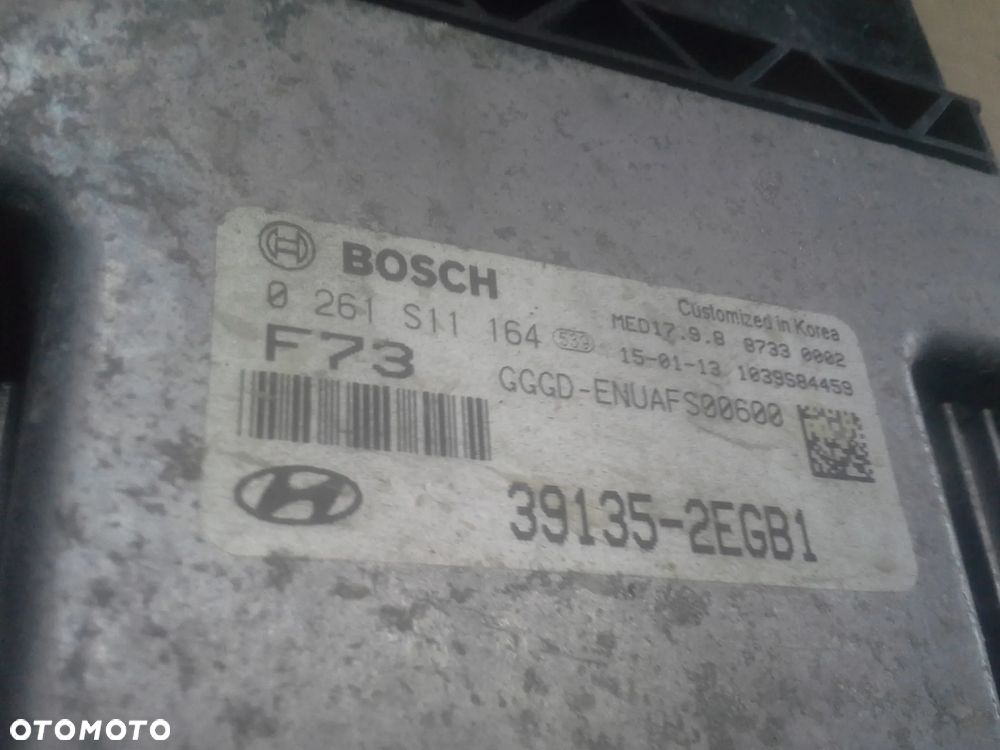 BOSCH
Customized in Korea
0 261 S11 164 539 MED17.9.8 8733 0002
F73 15-01-13 1039S84459
GGGD-ENUAFS00600
39135-2EGB1
OTOMOTO